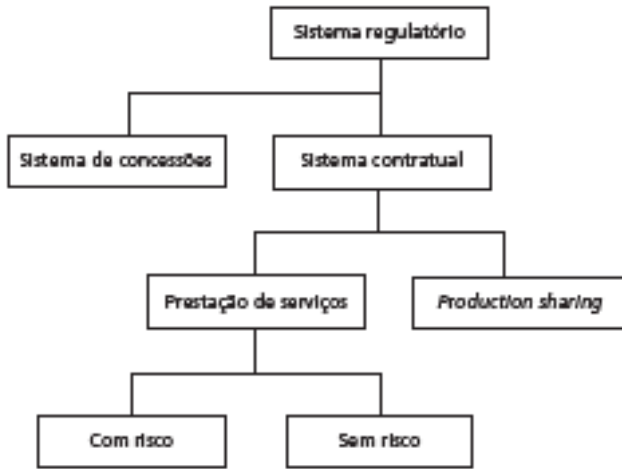 Sistema regulatório
Sistema de concessões
Sistema contratual
Prestação de serviços
Production sharing
Com risco
Sem risco